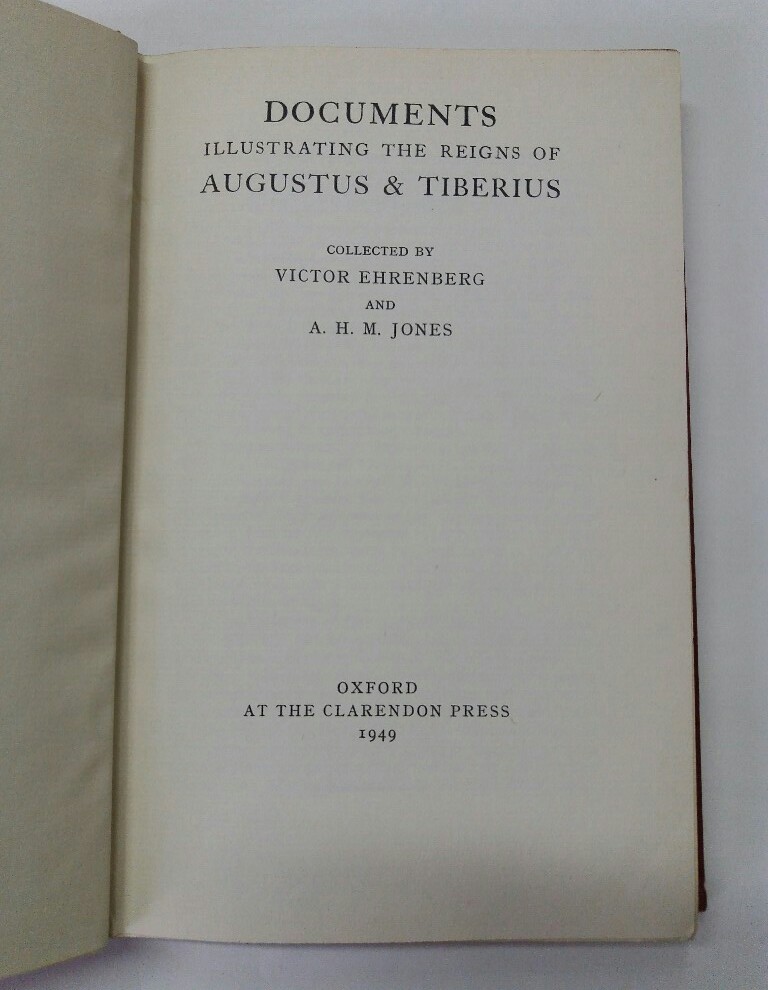 DOCUMENTS
ILLUSTRATING THE REIGNS OF
AUGUSTUS & TIBERIUS
COLLECTED BY
VICTOR EHRENBERG
AND
A. H. M. JONES
OXFORD
AT THE CLARENDON PRESS
1949